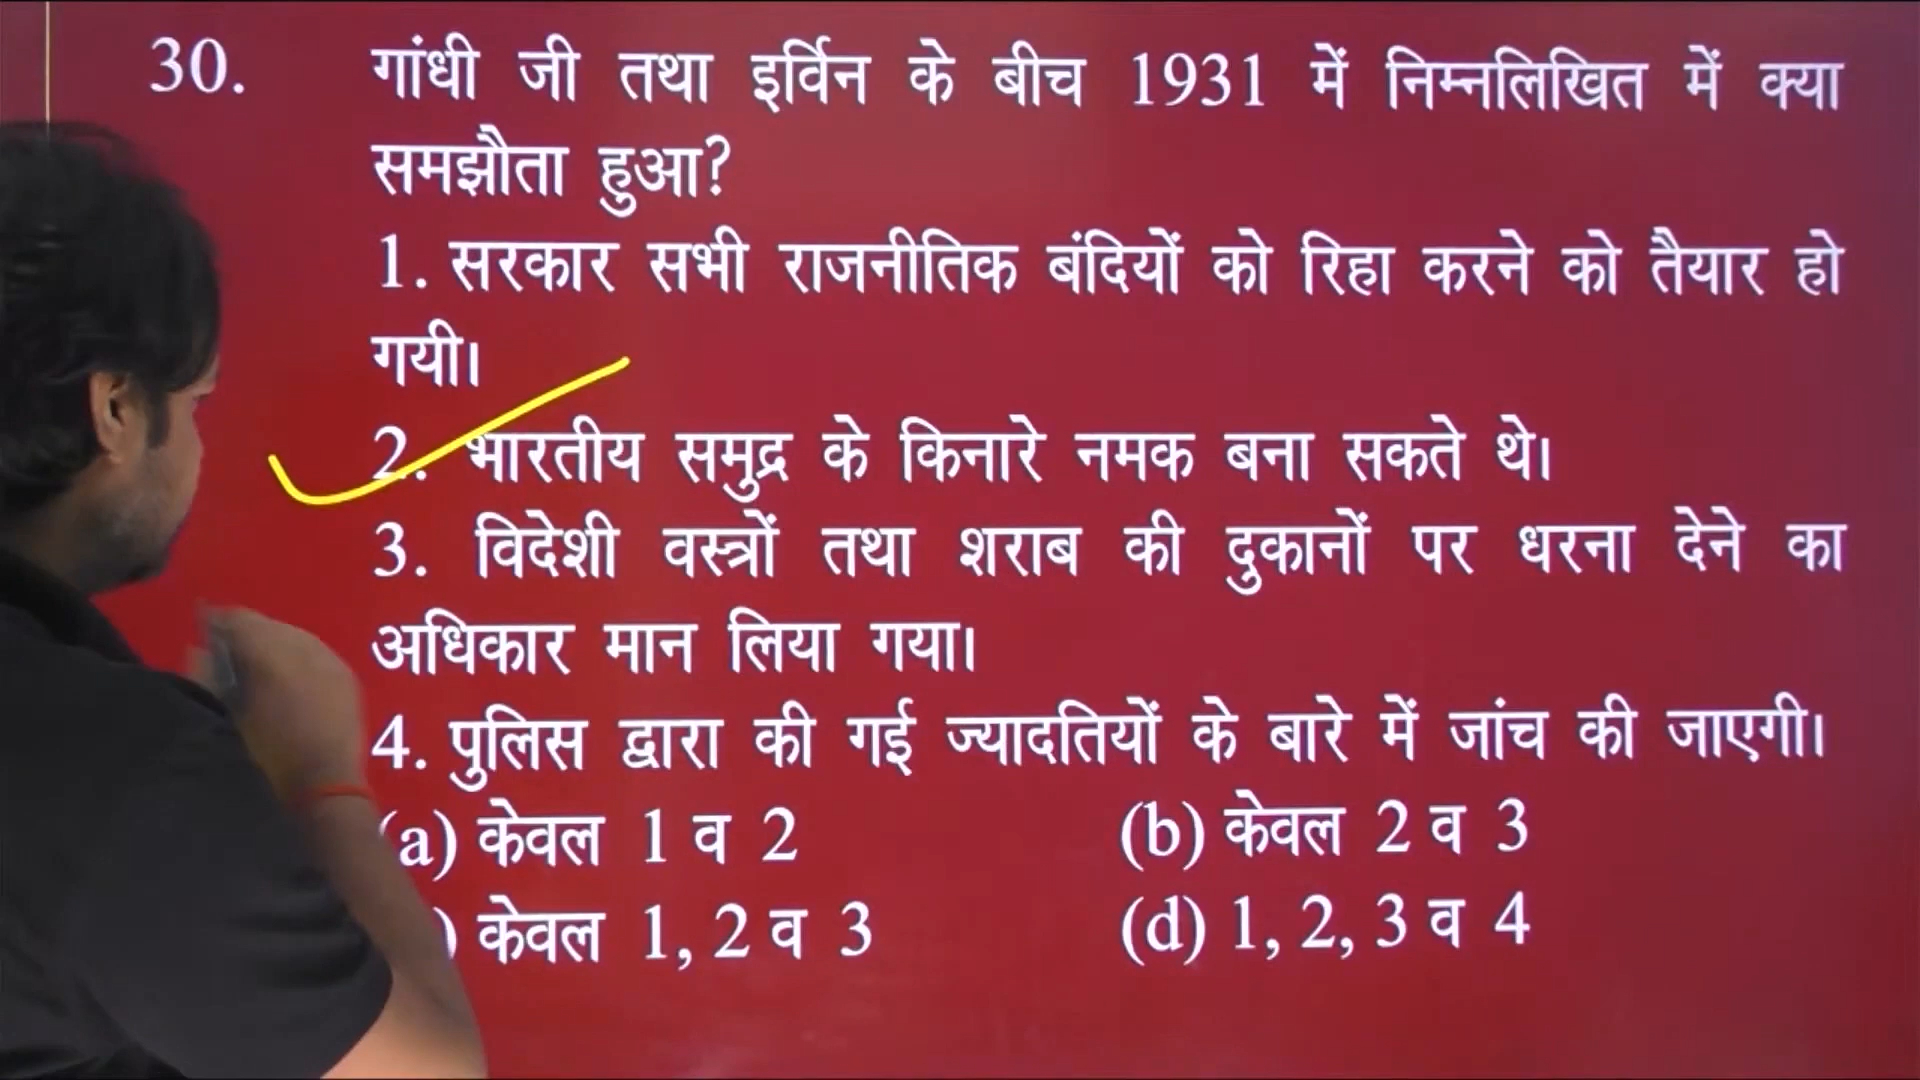 30. गांधी जी तथा इर्विन के बीच 1931 में निम्नलिखित में क्या
समझौता हुआ?
1. सरकार सभी राजनीतिक बंदियों को रिहा करने को तैयार हो
गयी।
2. भारतीय समुद्र के किनारे नमक बना सकते थे।
3. विदेशी वस्त्रों तथा शराब की दुकानों पर धरना देने का
अधिकार मान लिया गया।
4. पुलिस द्वारा की गई ज्यादतियों के बारे में जांच की जाएगी।
(a) केवल 1 व 2 (b) केवल 2 व 3
) केवल 1, 2 व 3 (d) 1, 2, 3 व 4